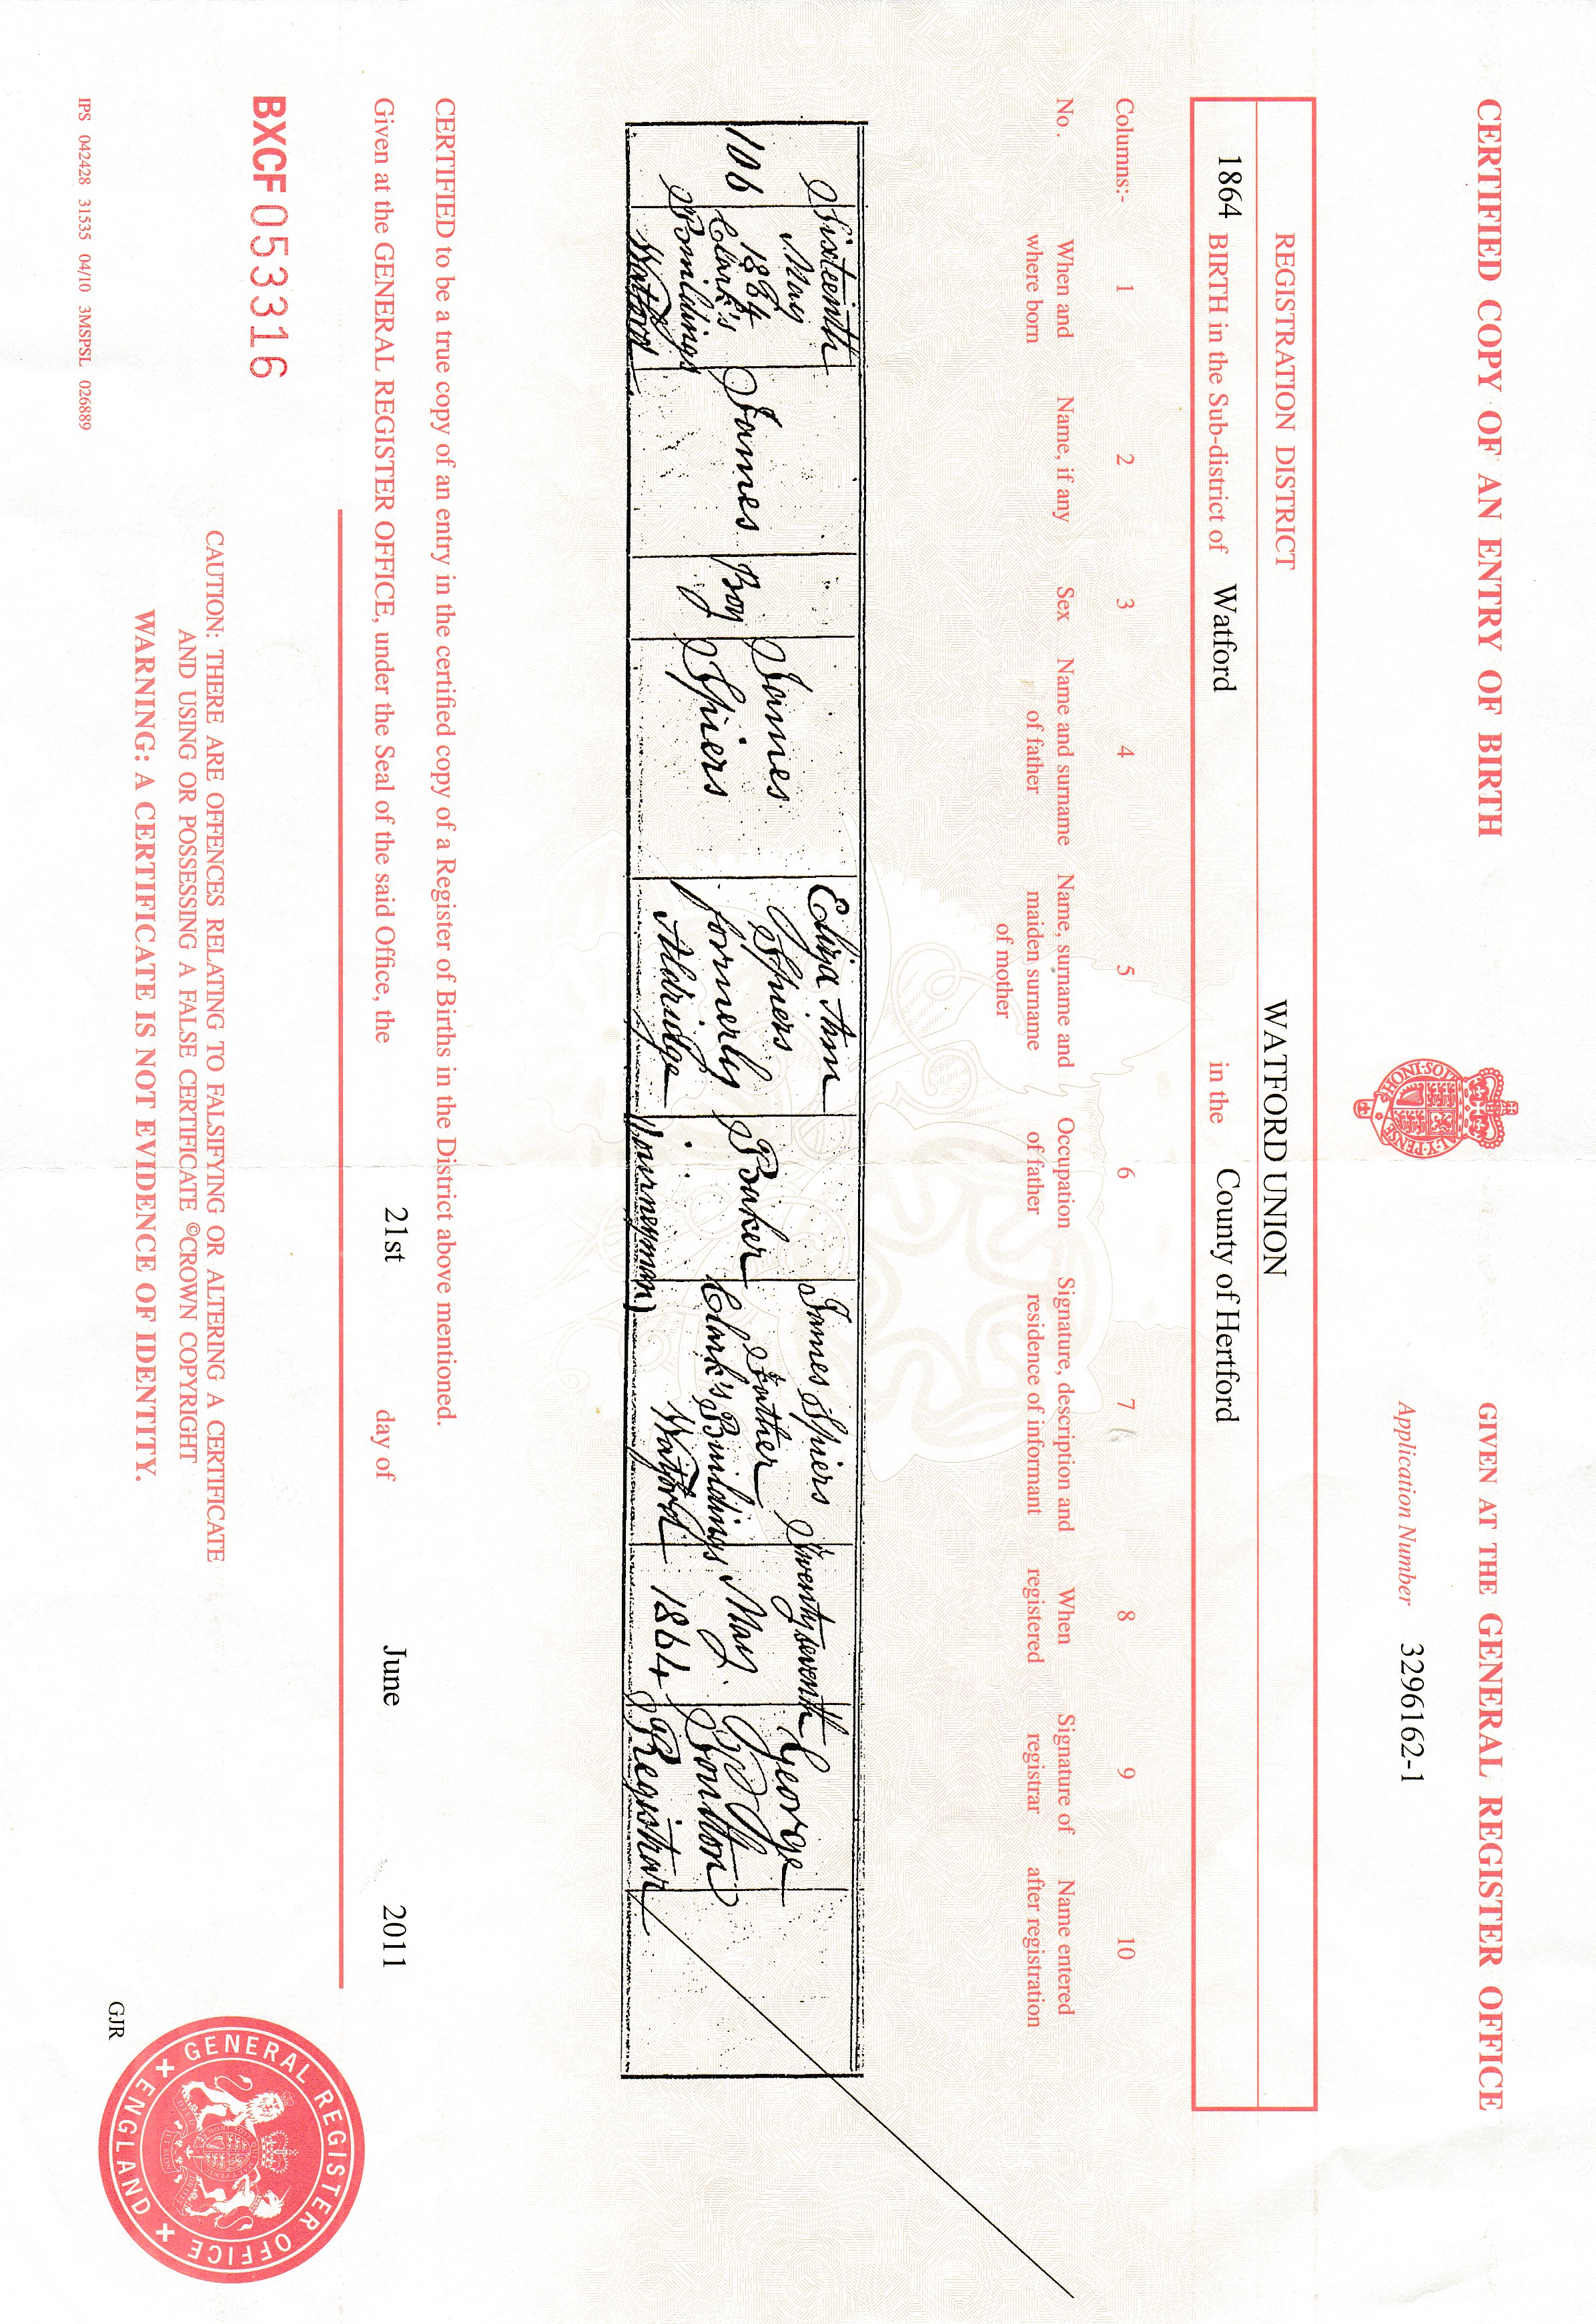 CERTIFIED COPY OF AN ENTRY OF BIRTH
GIVEN AT THE GENERAL REGISTER OFFICE
HONI·SOIT AL·Y·PENSE
Application Number 3296162-1
REGISTRATION DISTRICT WATFORD UNION
1864 BIRTH in the Sub-district of Watford in the County of Hertford
Columns:- 1 2 3 4 5 6 7 8 9 10
No. When and Name, if any Sex Name and surname Name, surname and Occupation Signature, description and When Signature of Name entered
where born of father maiden surname of father residence of informant registered registrar after registration
of mother
106
Sixteenth
May
1864
Clark's
Buildings
Watford
James
Boy
James
Spiers
Eliza Ann
Spiers
formerly
Aldridge
Baker
(Journeyman)
James Spiers
Father
Clark's Buildings
Watford
Twenty seventh
May
1864
George
Poulton
Registrar
CERTIFIED to be a true copy of an entry in the certified copy of a Register of Births in the District above mentioned.
Given at the GENERAL REGISTER OFFICE, under the Seal of the said Office, the 21st day of June 2011
BXCF 053316
CAUTION: THERE ARE OFFENCES RELATING TO FALSIFYING OR ALTERING A CERTIFICATE
AND USING OR POSSESSING A FALSE CERTIFICATE ©CROWN COPYRIGHT
WARNING: A CERTIFICATE IS NOT EVIDENCE OF IDENTITY.
GENERAL REGISTER OFFICE
ENGLAND
GJR
IPS 042428 31535 04/10 3MSPSL 026889